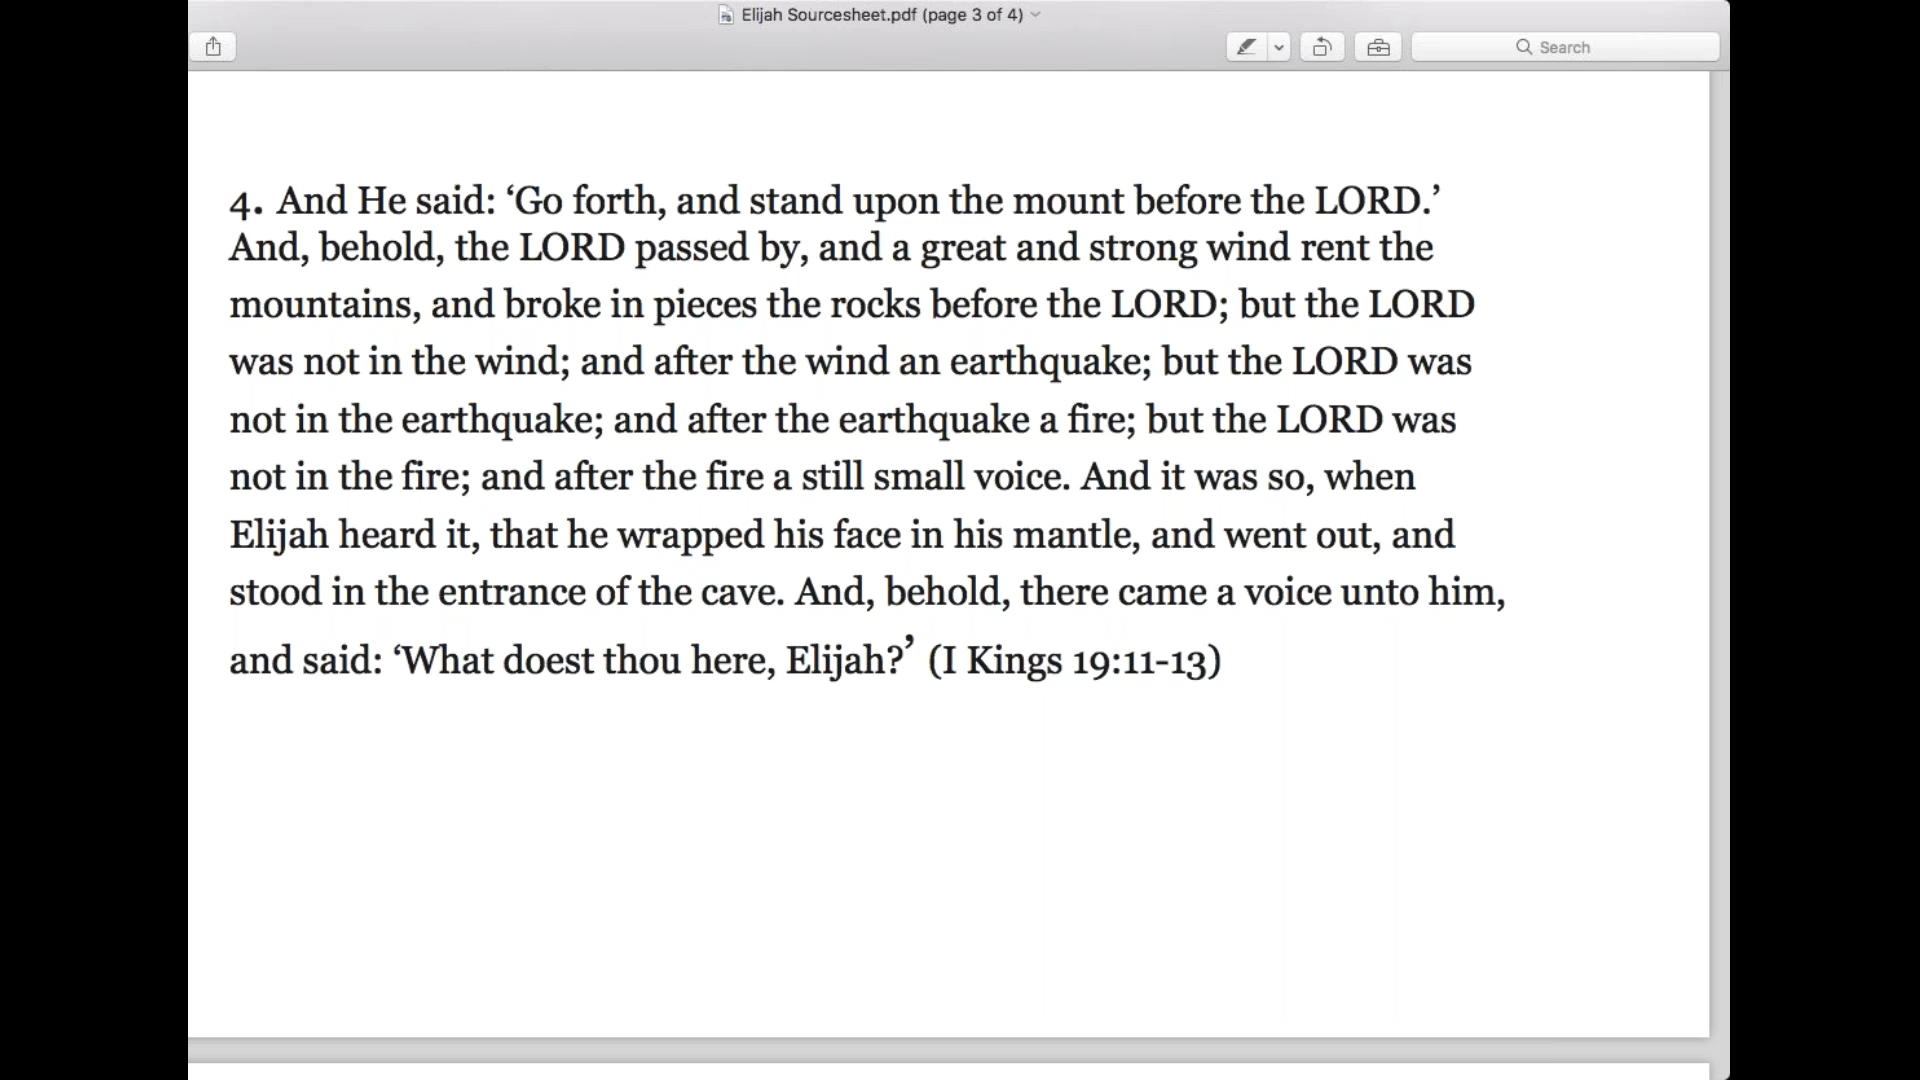 Elijah Sourcesheet.pdf (page 3 of 4)
Search
4. And He said: ‘Go forth, and stand upon the mount before the LORD.’
And, behold, the LORD passed by, and a great and strong wind rent the
mountains, and broke in pieces the rocks before the LORD; but the LORD
was not in the wind; and after the wind an earthquake; but the LORD was
not in the earthquake; and after the earthquake a fire; but the LORD was
not in the fire; and after the fire a still small voice. And it was so, when
Elijah heard it, that he wrapped his face in his mantle, and went out, and
stood in the entrance of the cave. And, behold, there came a voice unto him,
and said: ‘What doest thou here, Elijah?’ (I Kings 19:11-13)